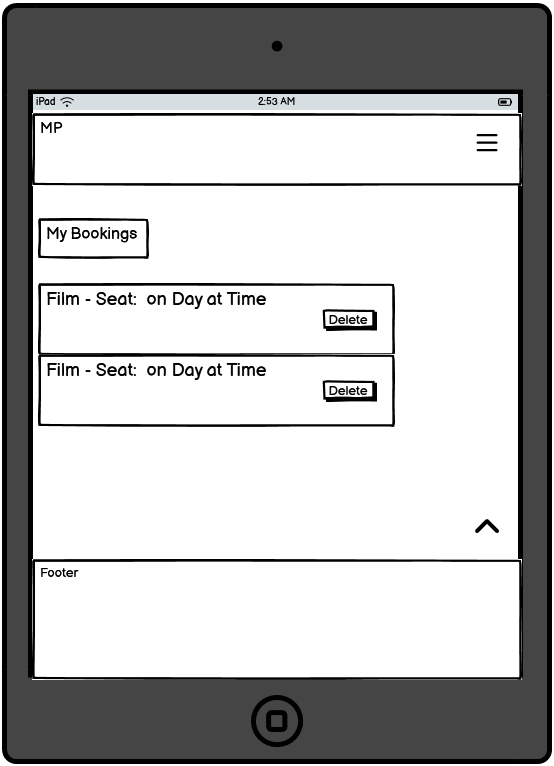 iPad 2:53 AM
MP
My Bookings
Film - Seat:  on Day at Time
Delete
Film - Seat:  on Day at Time
Delete
Footer